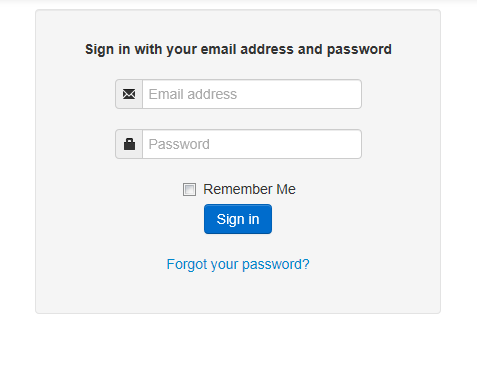 Sign in with your email address and password
Email address
Password
Remember Me
Sign in
Forgot your password?